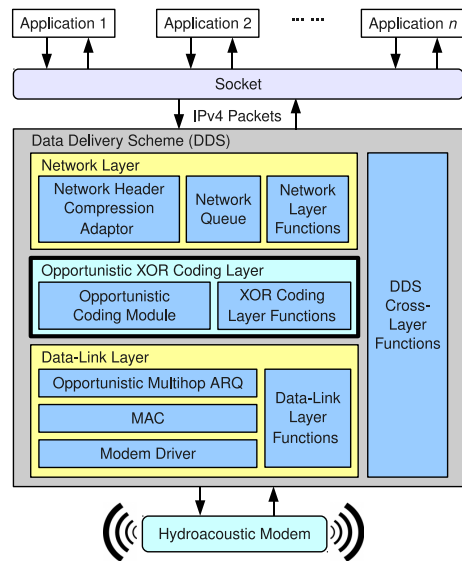 Application 1
Application 2
... ...
Application n
Socket
IPv4 Packets
Data Delivery Scheme (DDS)
Network Layer
Network Header
Compression
Adaptor
Network
Queue
Network
Layer
Functions
Opportunistic XOR Coding Layer
Opportunistic
Coding Module
XOR Coding
Layer Functions
Data-Link Layer
Opportunistic Multihop ARQ
MAC
Modem Driver
Data-Link
Layer
Functions
DDS
Cross-
Layer
Functions
Hydroacoustic Modem